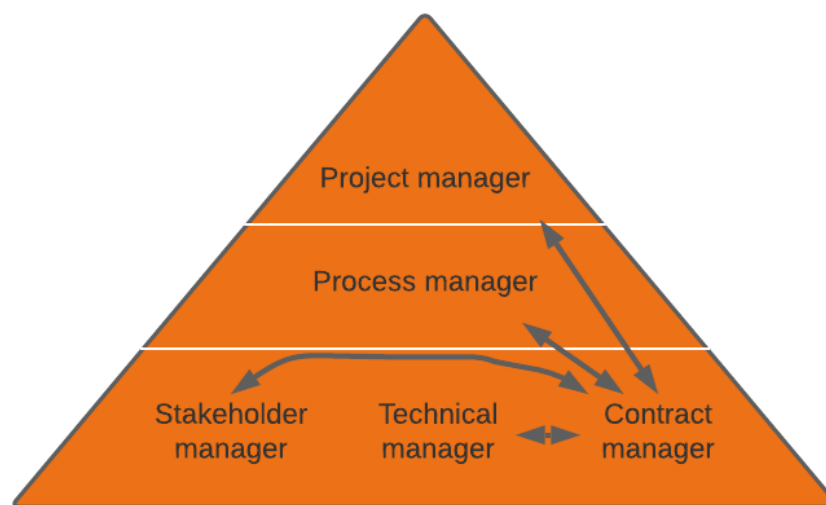 Project manager
Process manager
Stakeholder
manager
Technical
manager
Contract
manager